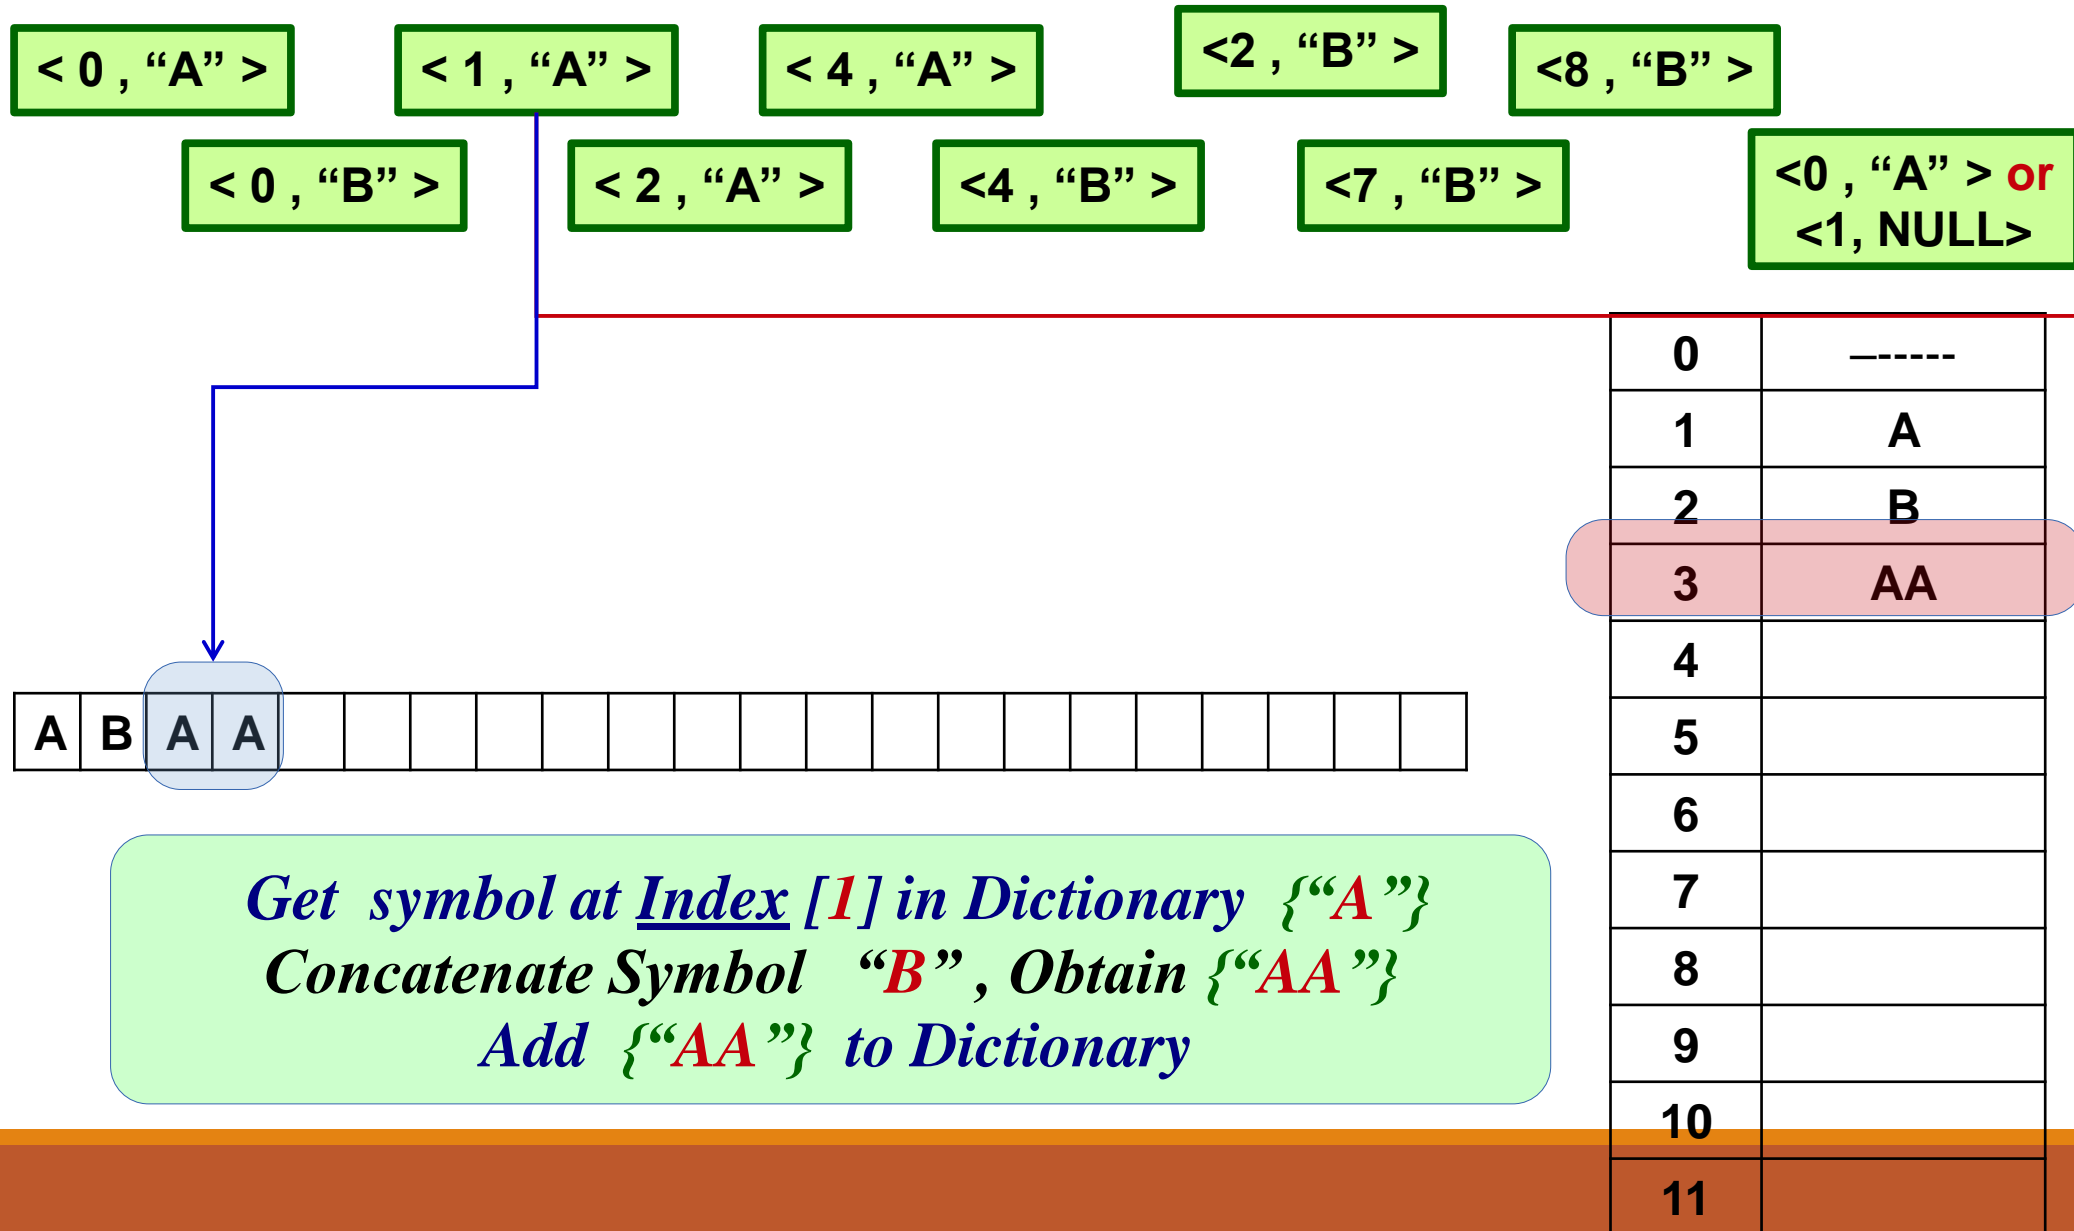 < 0 , “A” >
< 1 , “A” >
< 4 , “A” >
<2 , “B” >
<8 , “B” >
< 0 , “B” >
< 2 , “A” >
<4 , “B” >
<7 , “B” >
<0 , “A” > or
<1, NULL>
0 –-----
1 A
2 B
3 AA
4
5
6
7
8
9
10
11
A B A A
Get symbol at Index [1] in Dictionary {“A”}
Concatenate Symbol “B” , Obtain {“AA”}
Add {“AA”} to Dictionary